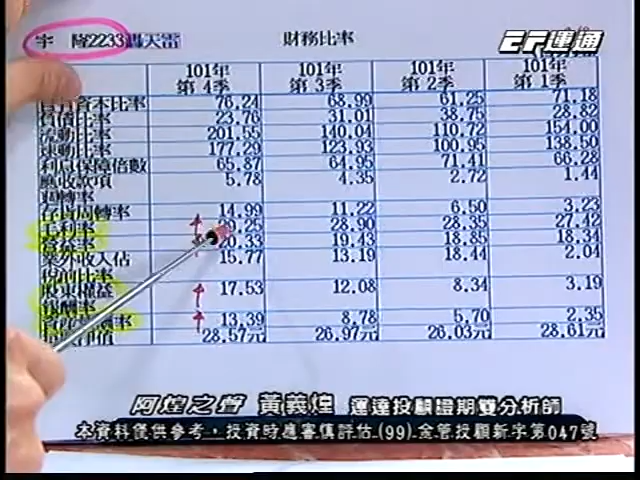 宇 隆2233轟天雷 財務比率
EF運通
101年 101年 101年 101年
第4季 第3季 第2季 第1季
自有資本比率 76.24 68.99 61.25 71.18
負債比率 23.76 31.01 38.75 28.82
流動比率 201.55 140.04 110.72 154.00
速動比率 177.29 123.93 100.95 138.50
利息保障倍數 65.87 64.95 71.41 66.28
應收款項 5.78 4.35 2.72 1.44
週轉率
存貨周轉率 14.99 11.22 6.50 3.23
毛利率 28.90 28.35 27.42
營益率 20.33 19.43 18.85 18.34
業外收入佔 15.77 13.19 18.44 2.04
稅前比率
股東權益 17.53 12.08 8.34 3.19
報酬率
13.39 8.78 5.70 2.35
28.57元 26.97元 26.03元 28.61元
阿煌之聲 黃義煌 運達投顧證期雙分析師
本資料僅供參考，投資時應審慎評估 (99) 金管投顧新字第047號